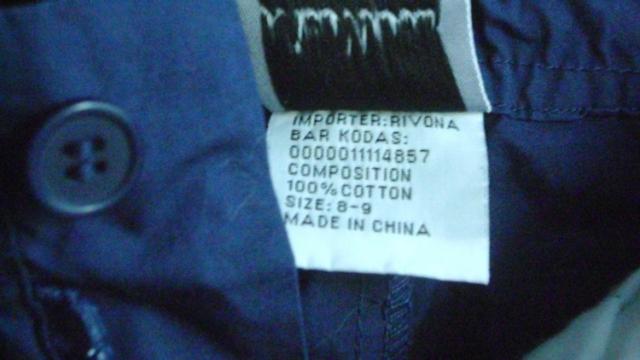 IMPORTER:RIVONA
BAR KODAS:
0000011114857
COMPOSITION
100%COTTON
SIZE: 8-9
MADE IN CHINA